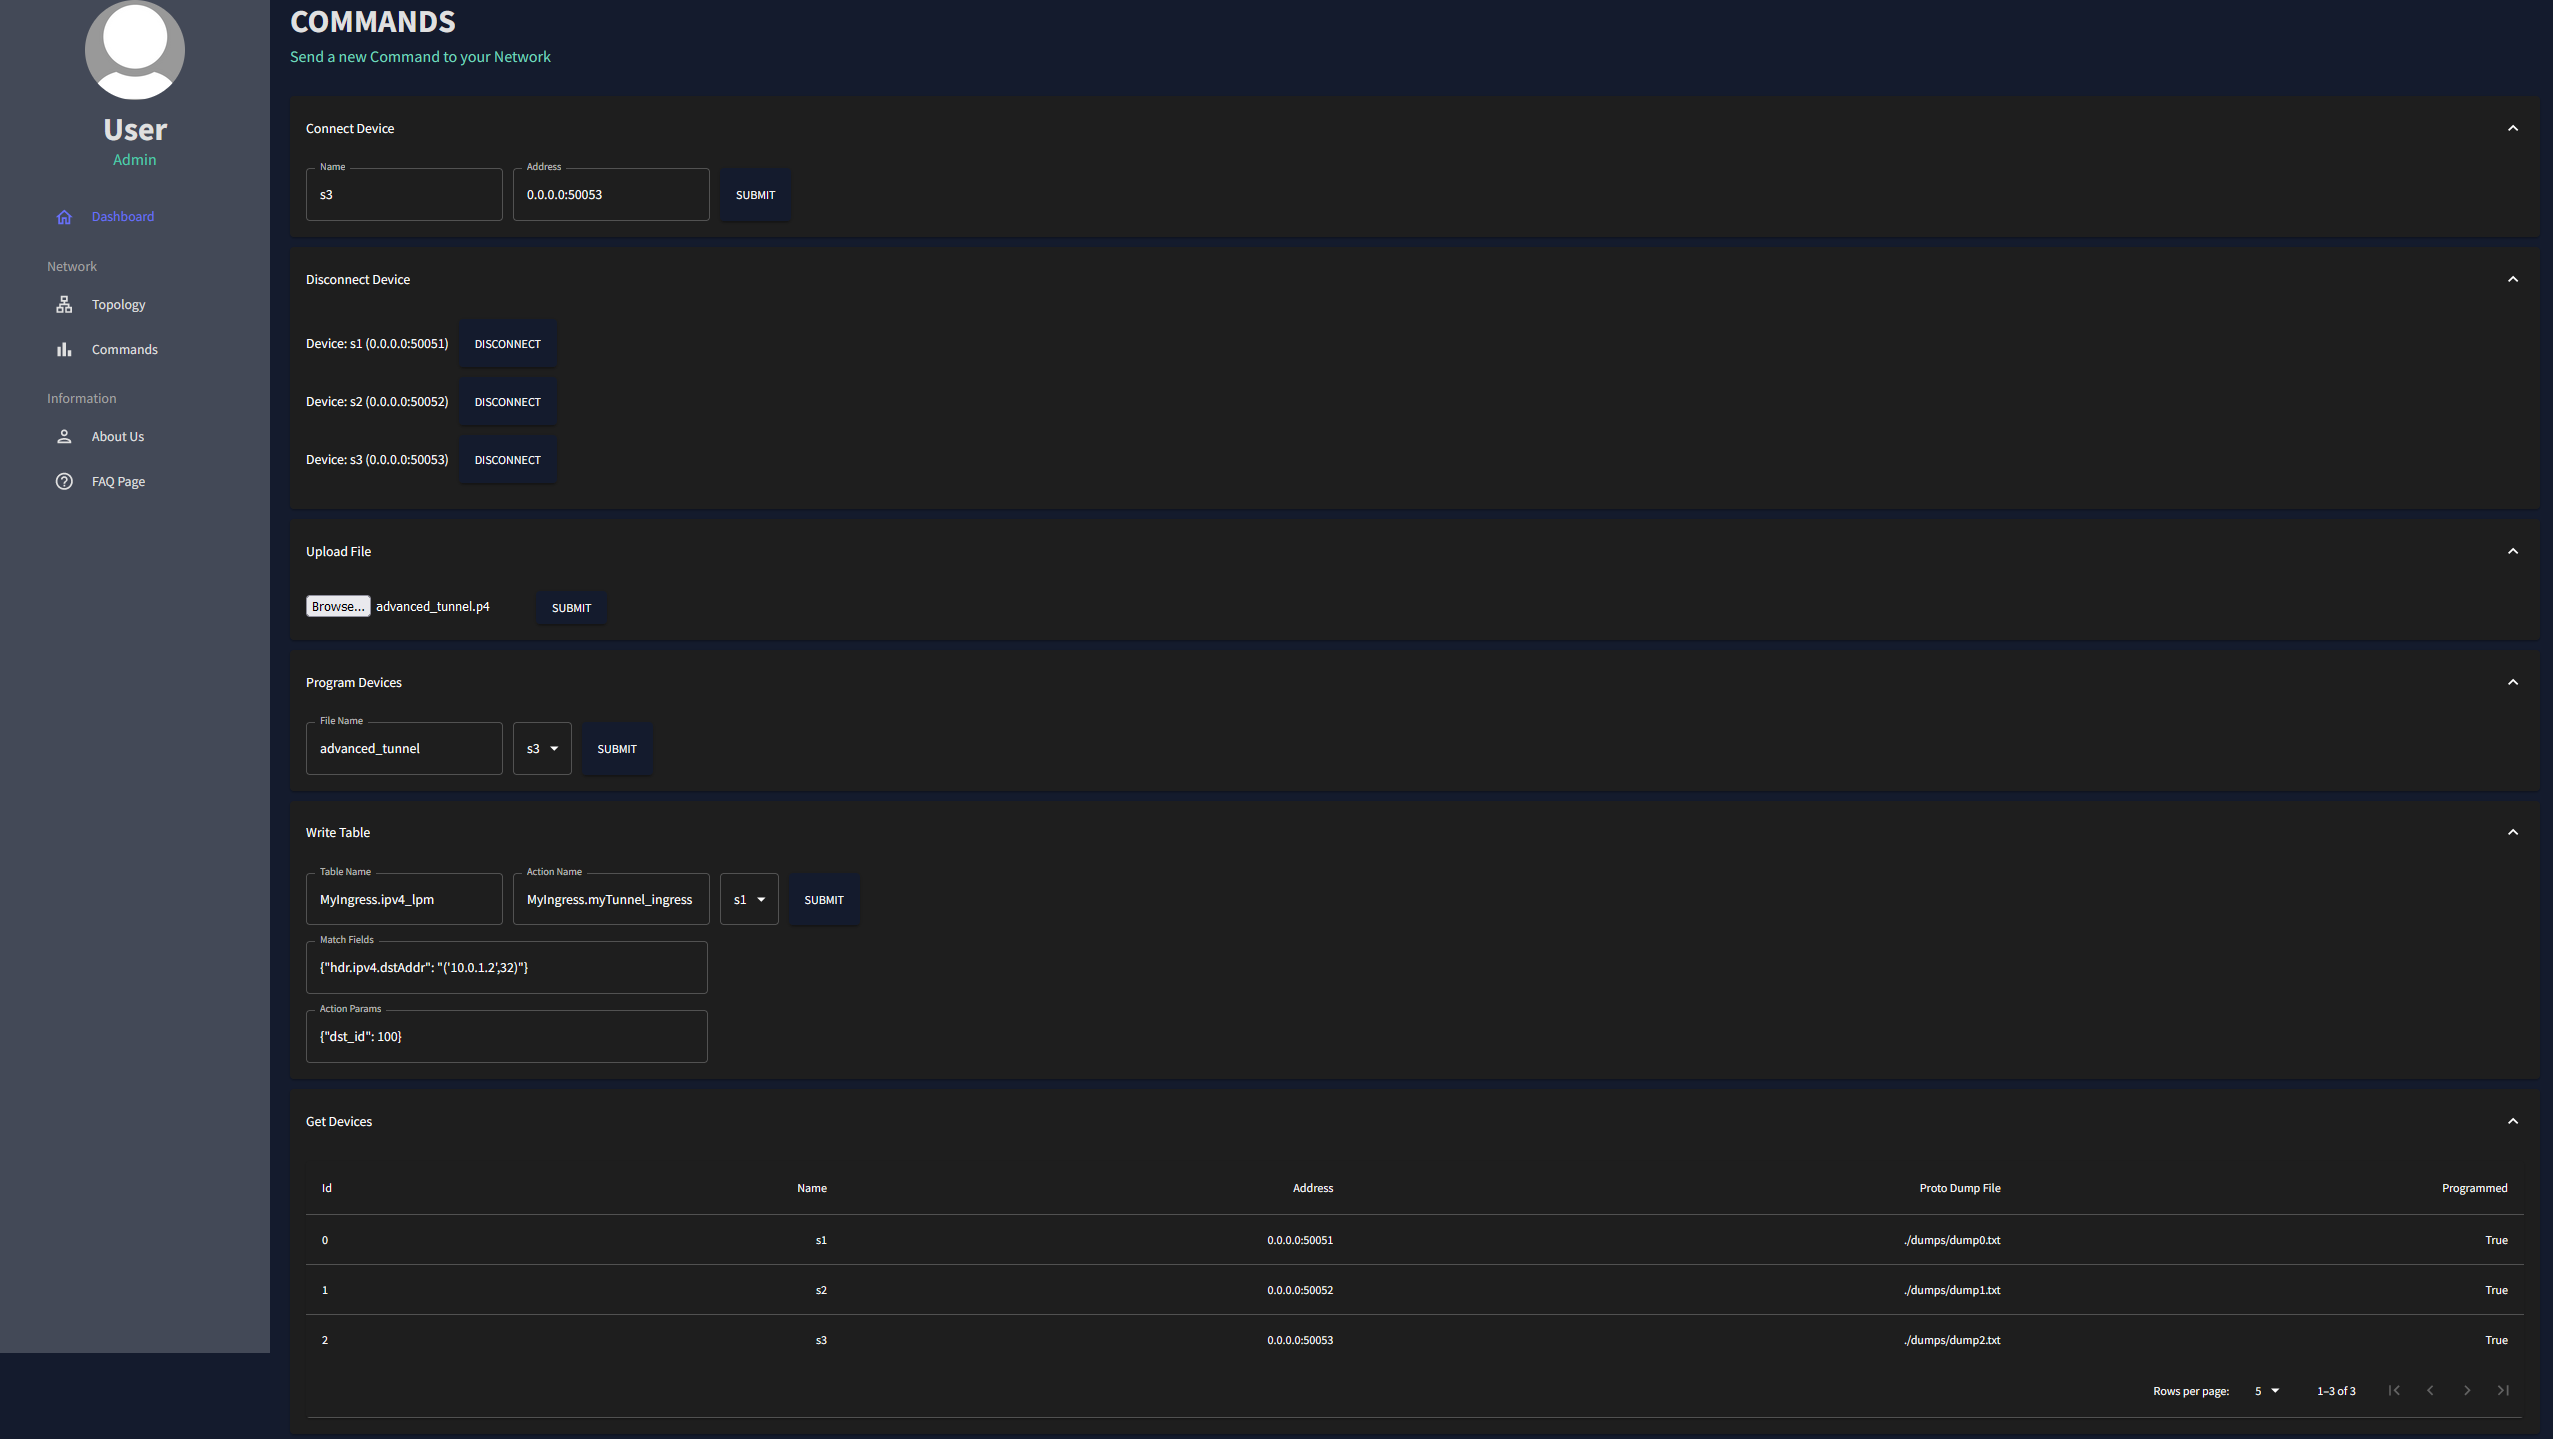 User
Admin
Dashboard
Network
Topology
Commands
Information
About Us
FAQ Page
COMMANDS
Send a new Command to your Network
Connect Device
Name
Address
s3
0.0.0.0:50053
SUBMIT
Disconnect Device
Device: s1 (0.0.0.0:50051)
DISCONNECT
Device: s2 (0.0.0.0:50052)
DISCONNECT
Device: s3 (0.0.0.0:50053)
DISCONNECT
Upload File
Browse...
advanced_tunnel.p4
SUBMIT
Program Devices
File Name
advanced_tunnel
s3
SUBMIT
Write Table
Table Name
Action Name
MyIngress.ipv4_lpm
MyIngress.myTunnel_ingress
s1
SUBMIT
Match Fields
{"hdr.ipv4.dstAddr": "('10.0.1.2',32)"}
Action Params
{"dst_id": 100}
Get Devices
Id Name Address Proto Dump File Programmed
0 s1 0.0.0.0:50051 ./dumps/dump0.txt True
1 s2 0.0.0.0:50052 ./dumps/dump1.txt True
2 s3 0.0.0.0:50053 ./dumps/dump2.txt True
Rows per page: 5 1–3 of 3